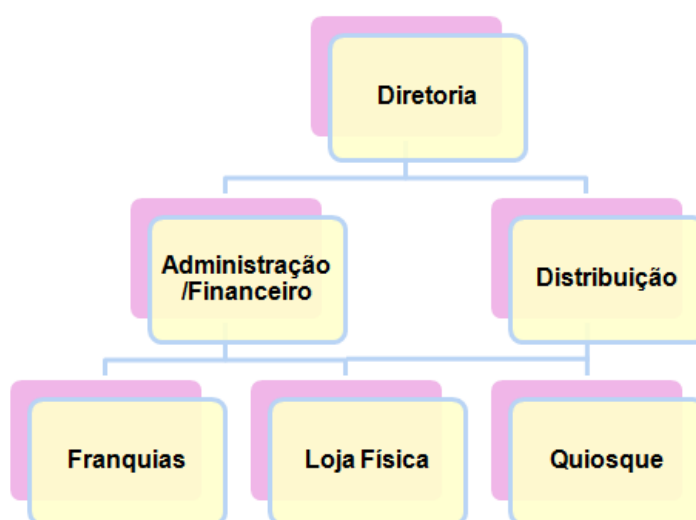 Diretoria
Administração
/Financeiro
Distribuição
Franquias
Loja Física
Quiosque